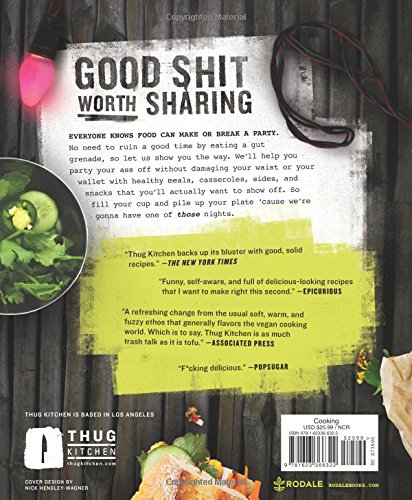 GOOD SHIT
WORTH SHARING
EVERYONE KNOWS FOOD CAN MAKE OR BREAK A PARTY.
No need to ruin a good time by eating a gut
grenade, so let us show you the way. We'll help you
party your ass off without damaging your waist or your
wallet with healthy meals, casseroles, sides, and
snacks that you'll actually want to show off. So
fill your cup and pile up your plate 'cause we're
gonna have one of those nights.
"Thug Kitchen backs up its bluster with good, solid
recipes." —THE NEW YORK TIMES
"Funny, self-aware, and full of delicious-looking recipes
that I want to make right this second." —EPICURIOUS
"A refreshing change from the usual soft, warm, and
fuzzy ethos that generally flavors the vegan cooking
world. Which is to say, Thug Kitchen is as much
trash talk as it is tofu." —ASSOCIATED PRESS
"F*cking delicious." —POPSUGAR
THUG KITCHEN IS BASED IN LOS ANGELES
THUG
KITCHEN
thugkitchen.com
COVER DESIGN BY
NICK HENSLEY-WAGNER
Cooking
USD $25.99 / NCR
ISBN 978-1-62336-632-2
52599
9 781623 366322
RODALE
RODALEBOOKS.COM